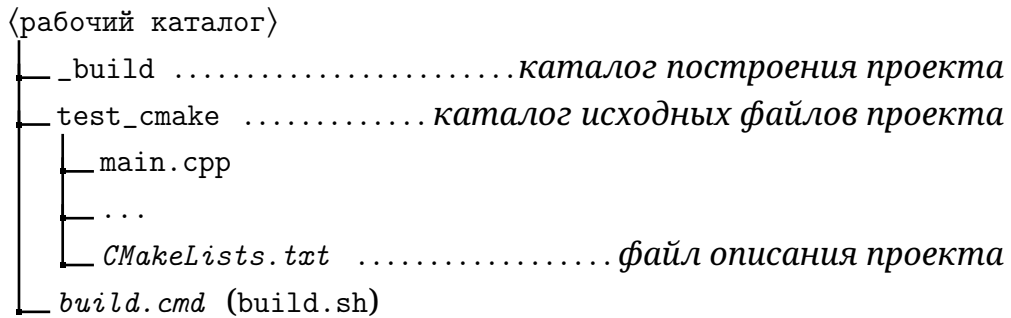 ⟨рабочий каталог⟩
_build ........................каталог построения проекта
test_cmake .............каталог исходных файлов проекта
main.cpp
...
CMakeLists.txt ..................файл описания проекта
build.cmd (build.sh)